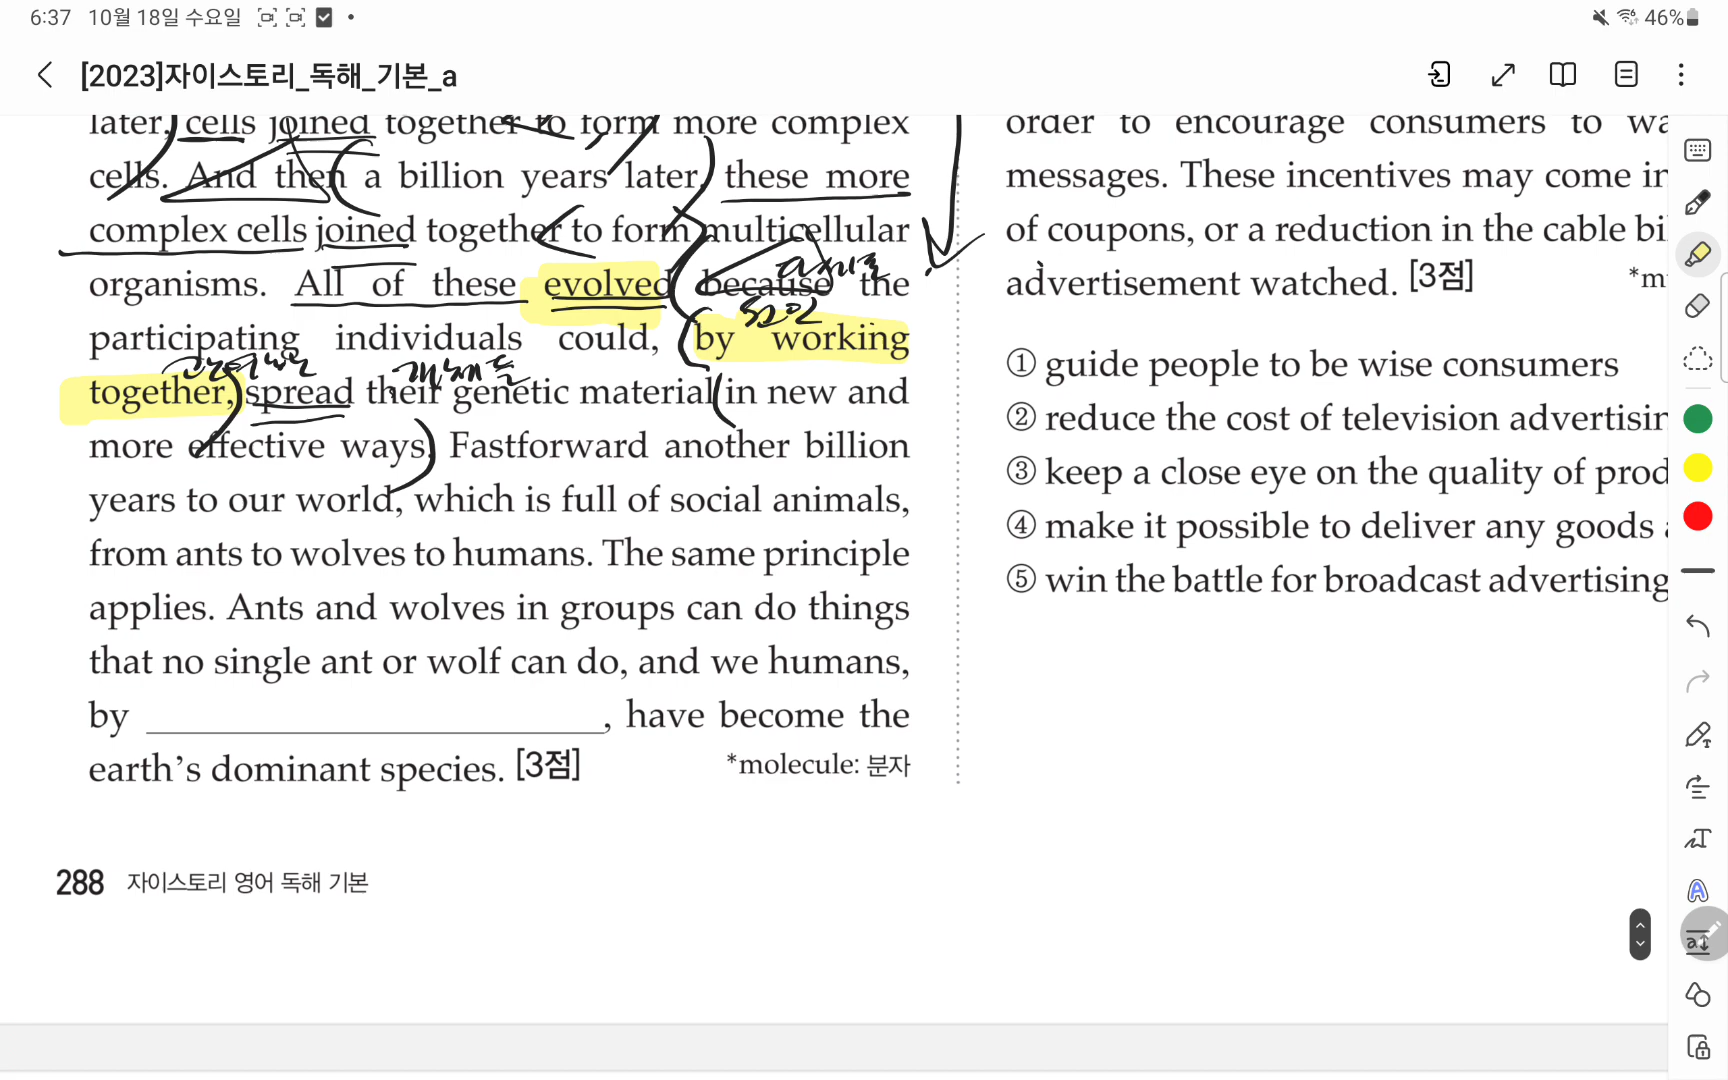 6:37 10월 18일 수요일
46%
[2023]자이스토리_독해_기본_a
later, cells joined together to form more complex
cells. And then a billion years later, these more
complex cells joined together to form multicellular
organisms. All of these evolved because the
participating individuals could, by working
together, spread their genetic material in new and
more effective ways. Fastforward another billion
years to our world, which is full of social animals,
from ants to wolves to humans. The same principle
applies. Ants and wolves in groups can do things
that no single ant or wolf can do, and we humans,
by ____________, have become the
earth's dominant species. [3점]
*molecule: 분자
288 자이스토리 영어 독해 기본
order to encourage consumers to wa
messages. These incentives may come in
of coupons, or a reduction in the cable bi
advertisement watched. [3점]
*m
① guide people to be wise consumers
② reduce the cost of television advertisin
③ keep a close eye on the quality of prod
④ make it possible to deliver any goods
⑤ win the battle for broadcast advertising